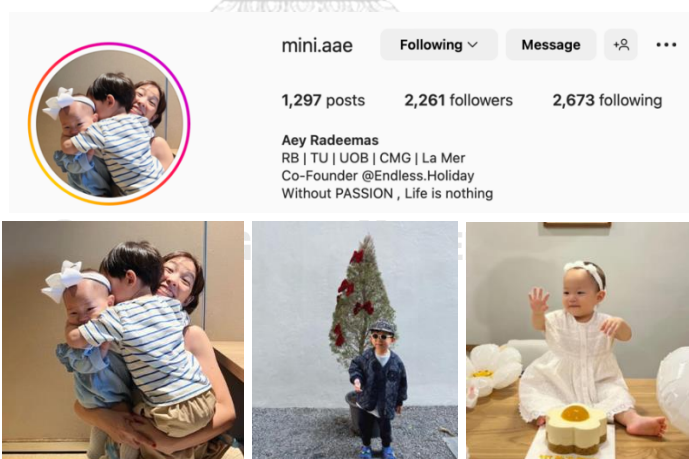 mini.aae
Following
Message
1,297 posts
2,261 followers
2,673 following
Aey Radeemas
RB | TU | UOB | CMG | La Mer
Co-Founder @Endless.Holiday
Without PASSION , Life is nothing